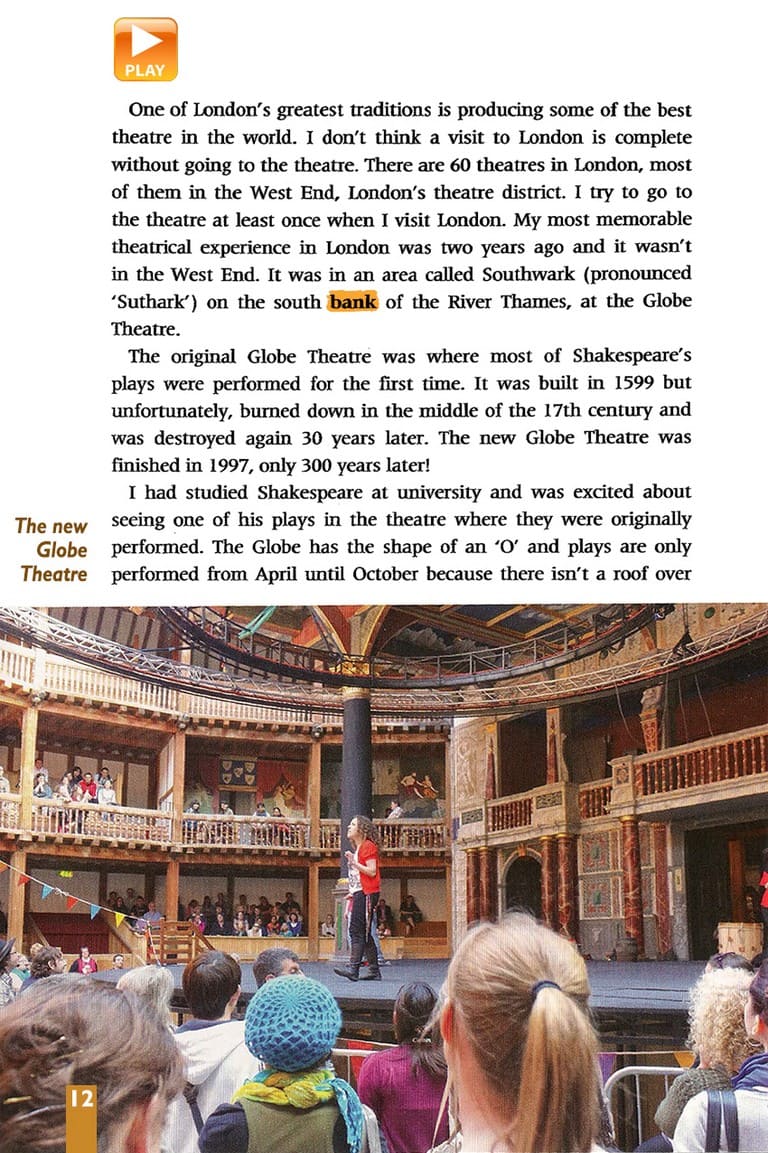 PLAY
One of London's greatest traditions is producing some of the best
theatre in the world. I don't think a visit to London is complete
without going to the theatre. There are 60 theatres in London, most
of them in the West End, London's theatre district. I try to go to
the theatre at least once when I visit London. My most memorable
theatrical experience in London was two years ago and it wasn't
in the West End. It was in an area called Southwark (pronounced
‘Suthark’) on the south bank of the River Thames, at the Globe
Theatre.
The original Globe Theatre was where most of Shakespeare's
plays were performed for the first time. It was built in 1599 but
unfortunately, burned down in the middle of the 17th century and
was destroyed again 30 years later. The new Globe Theatre was
finished in 1997, only 300 years later!
I had studied Shakespeare at university and was excited about
seeing one of his plays in the theatre where they were originally
performed. The Globe has the shape of an ‘O’ and plays are only
performed from April until October because there isn't a roof over
The new
Globe
Theatre
12